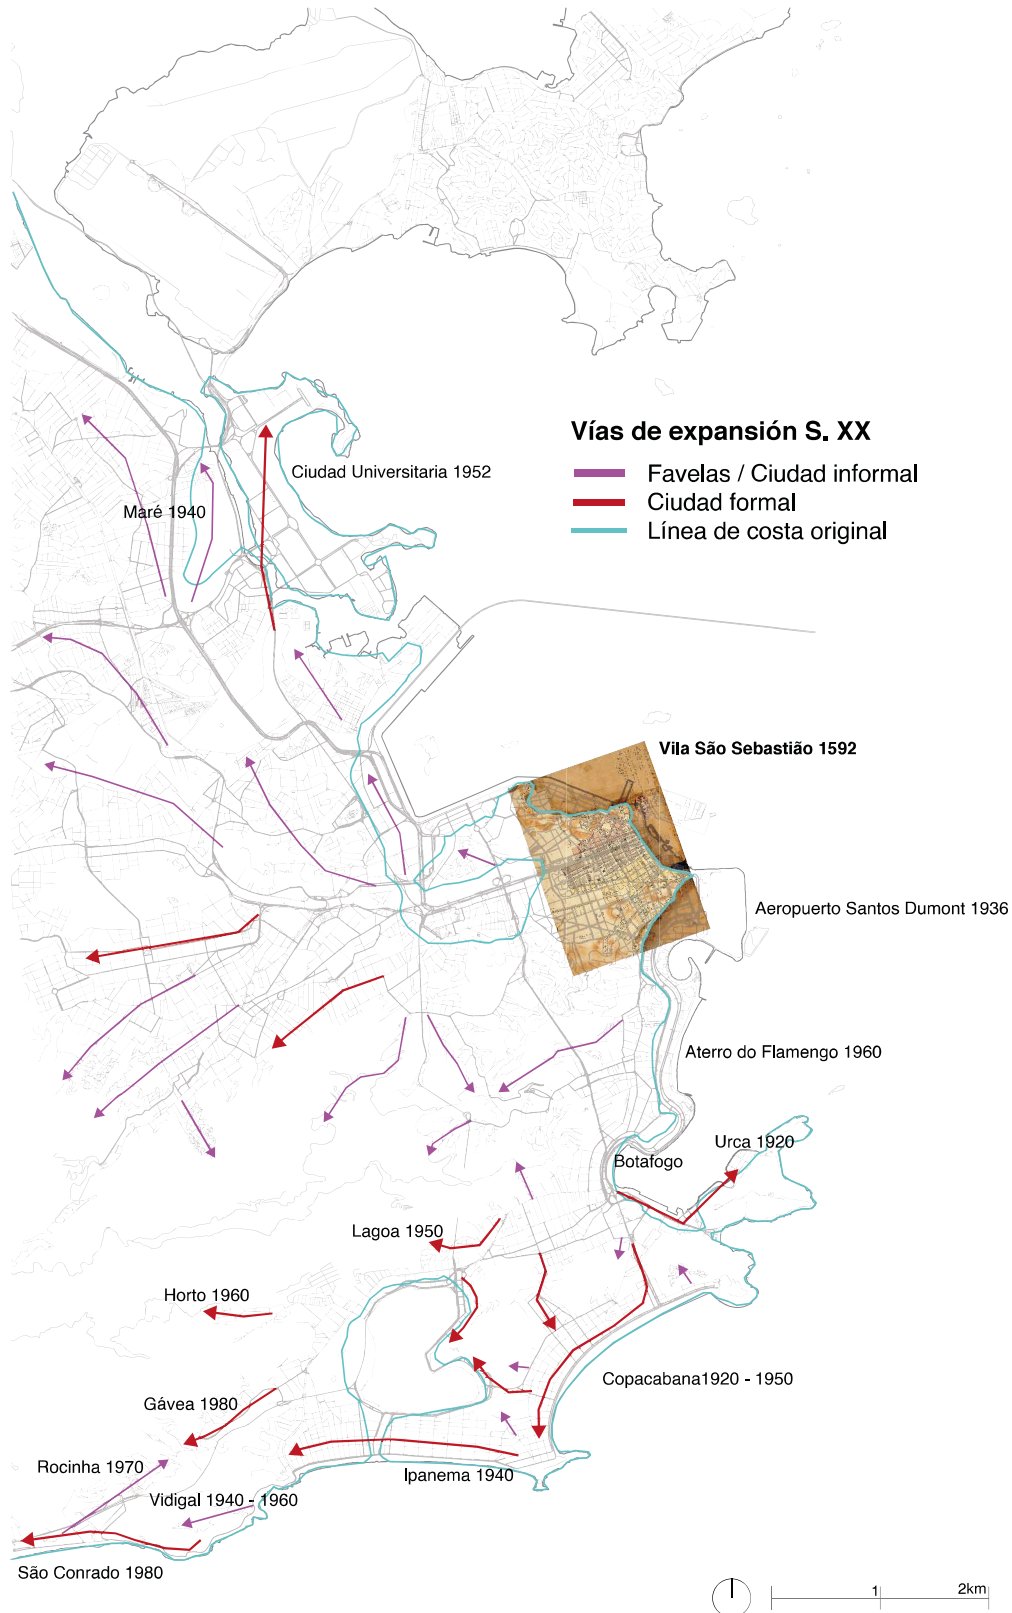 Vías de expansión S. XX
Favelas / Ciudad informal
Ciudad formal
Línea de costa original
Ciudad Universitaria 1952
Maré 1940
Vila São Sebastião 1592
Aeropuerto Santos Dumont 1936
Aterro do Flamengo 1960
Urca 1920
Botafogo
Lagoa 1950
Horto 1960
Copacabana1920 - 1950
Gávea 1980
Rocinha 1970
Ipanema 1940
Vidigal 1940 - 1960
São Conrado 1980
1
2km